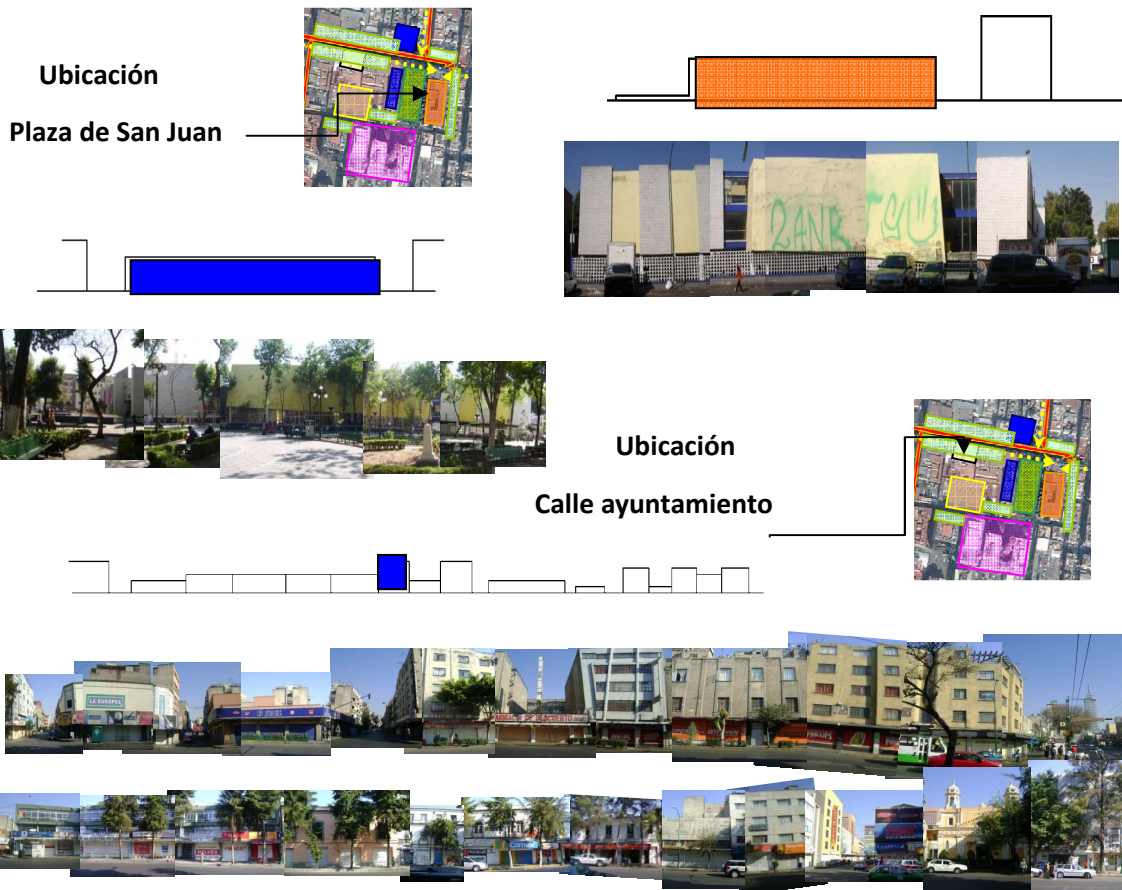 Ubicación
Plaza de San Juan
2ANR
Ubicación
Calle ayuntamiento
LA EUROPEA